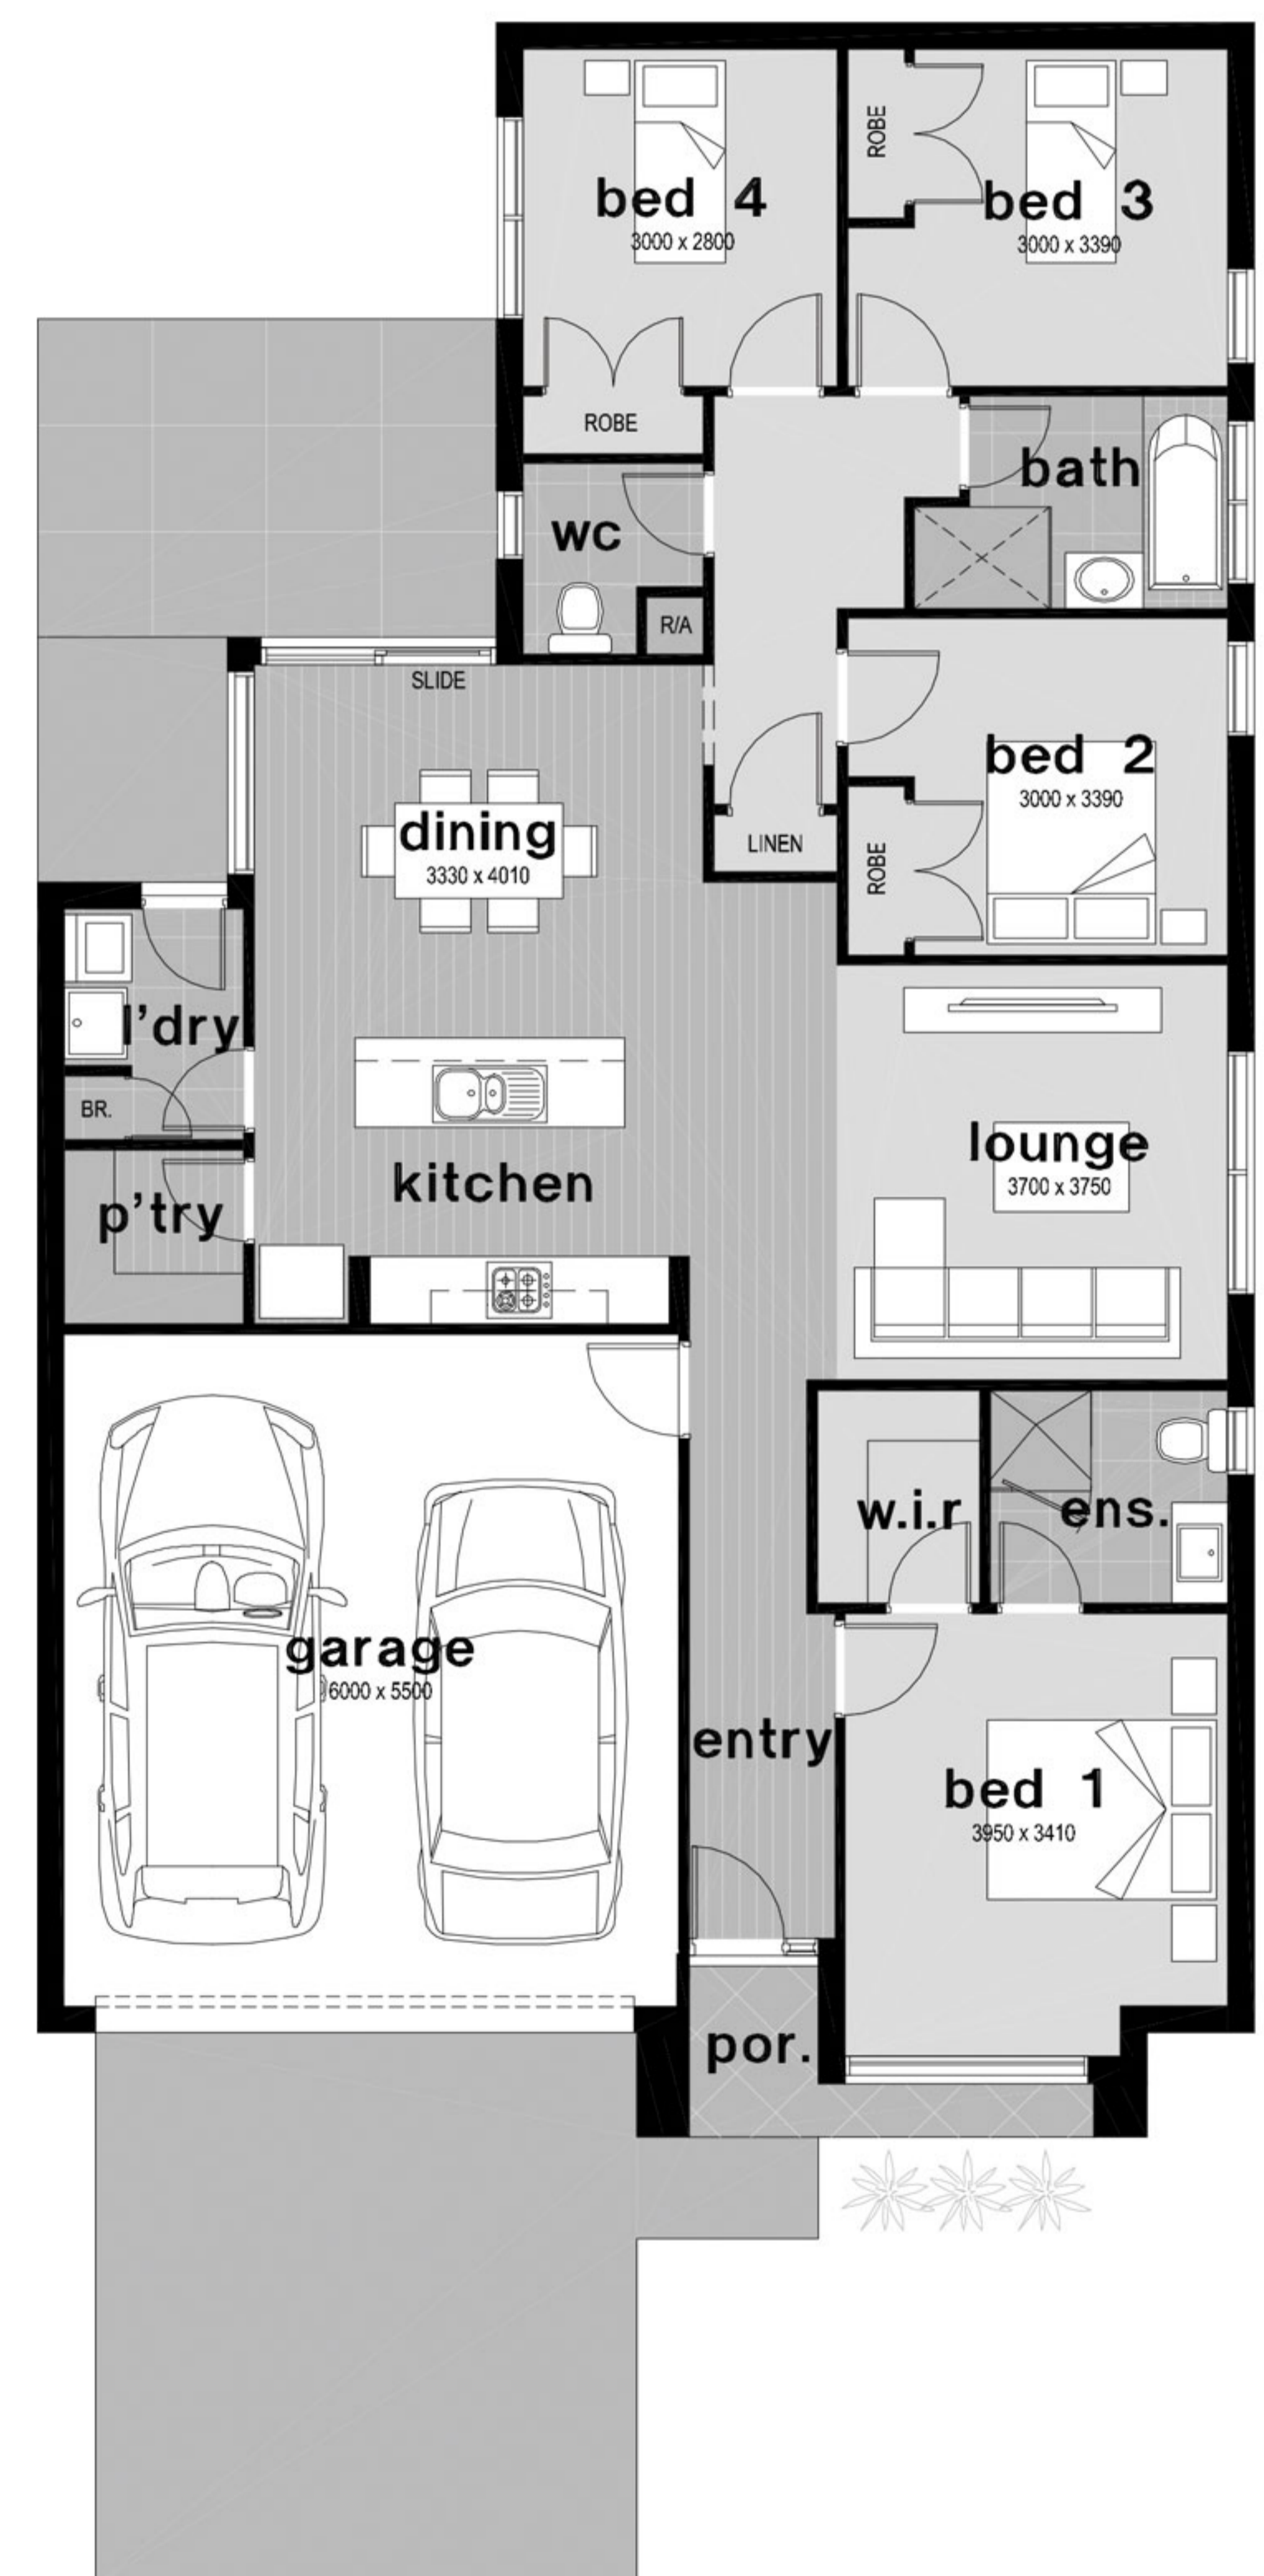 bed 4
3000 x 2800
ROBE
bed 3
3000 x 3390
ROBE
bath
wc
R/A
SLIDE
bed 2
3000 x 3390
dining
3330 x 4010
LINEN
ROBE
l'dry
BR.
lounge
3700 x 3750
kitchen
p'try
w.i.r
ens.
garage
6000 x 5500
entry
bed 1
3950 x 3410
por.